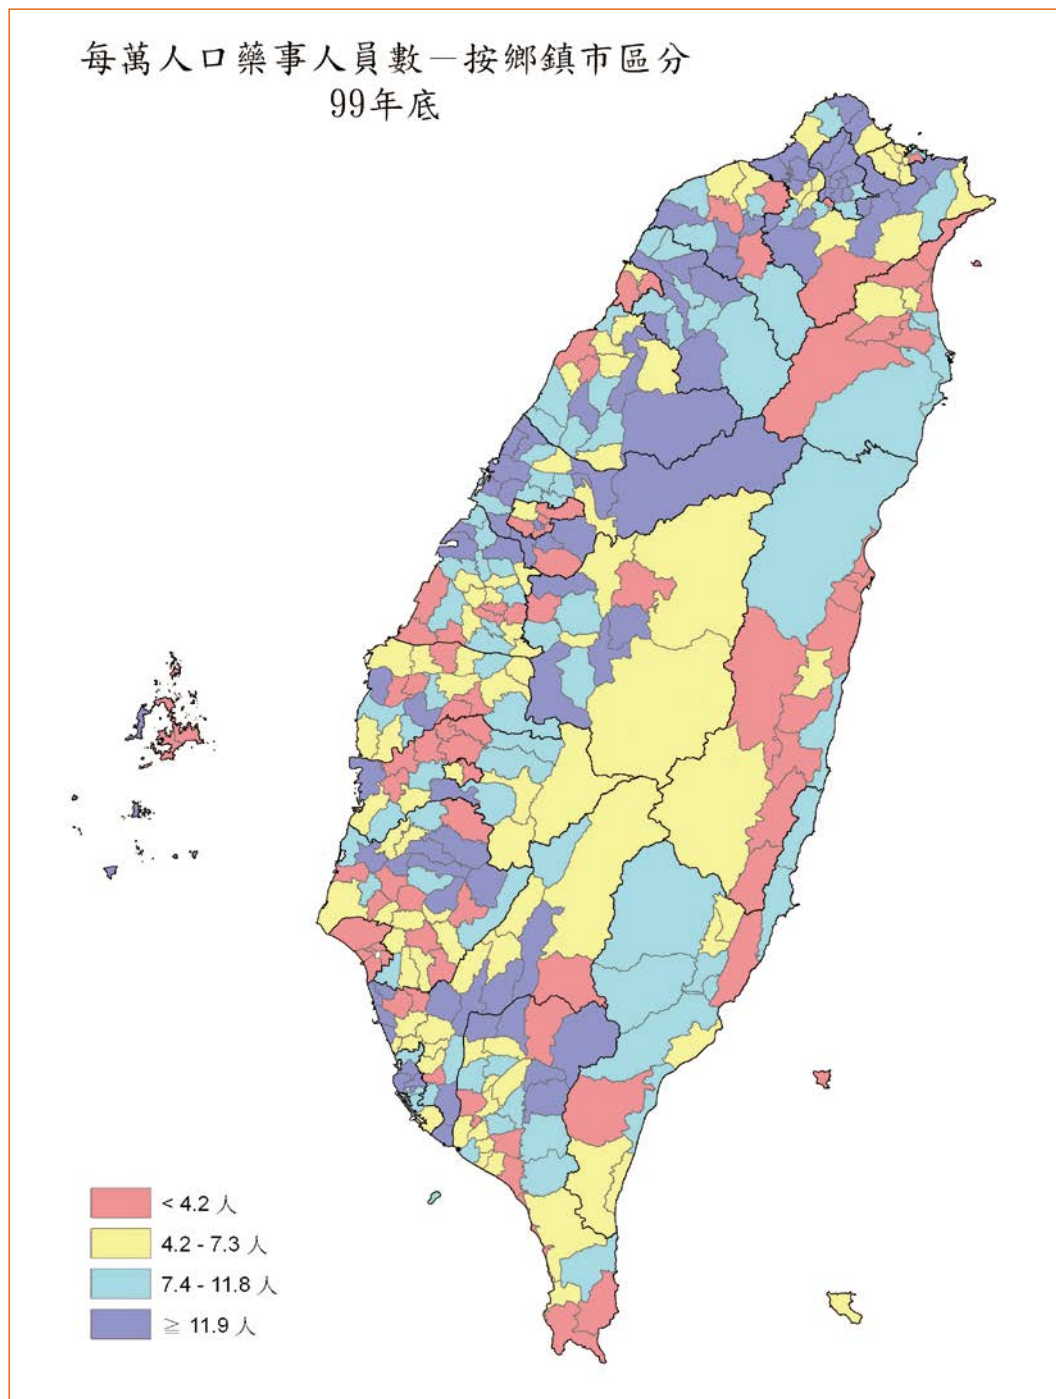 每萬人口藥事人員數－按鄉鎮市區分
99年底
< 4.2 人
4.2 - 7.3 人
7.4 - 11.8 人
≧ 11.9 人